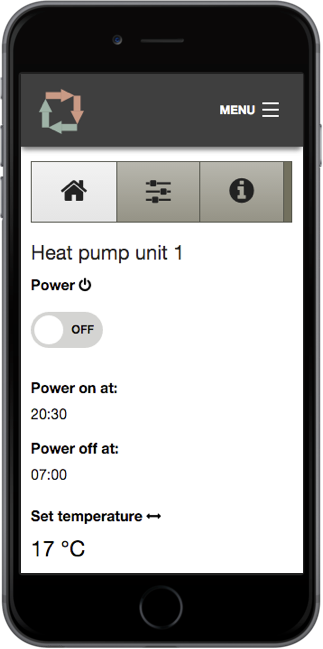 MENU
Heat pump unit 1
Power
OFF
Power on at:
20:30
Power off at:
07:00
Set temperature
17 °C